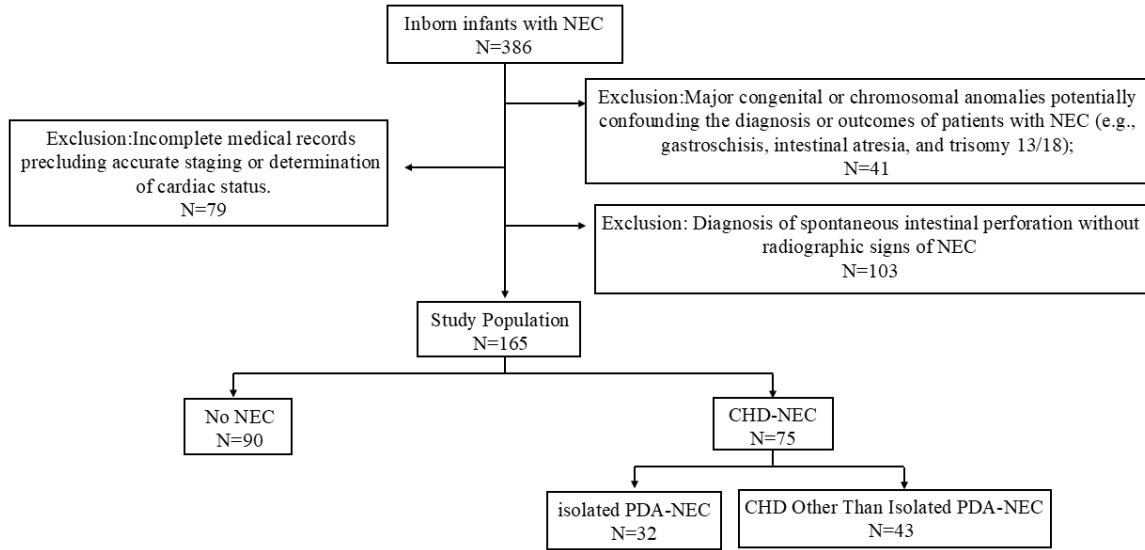 Inborn infants with NEC
N=386
Exclusion:Major congenital or chromosomal anomalies potentially
confounding the diagnosis or outcomes of patients with NEC (e.g.,
gastroschisis, intestinal atresia, and trisomy 13/18);
N=41
Exclusion:Incomplete medical records
precluding accurate staging or determination
of cardiac status.
N=79
Exclusion: Diagnosis of spontaneous intestinal perforation without
radiographic signs of NEC
N=103
Study Population
N=165
No NEC
N=90
CHD-NEC
N=75
isolated PDA-NEC
N=32
CHD Other Than Isolated PDA-NEC
N=43